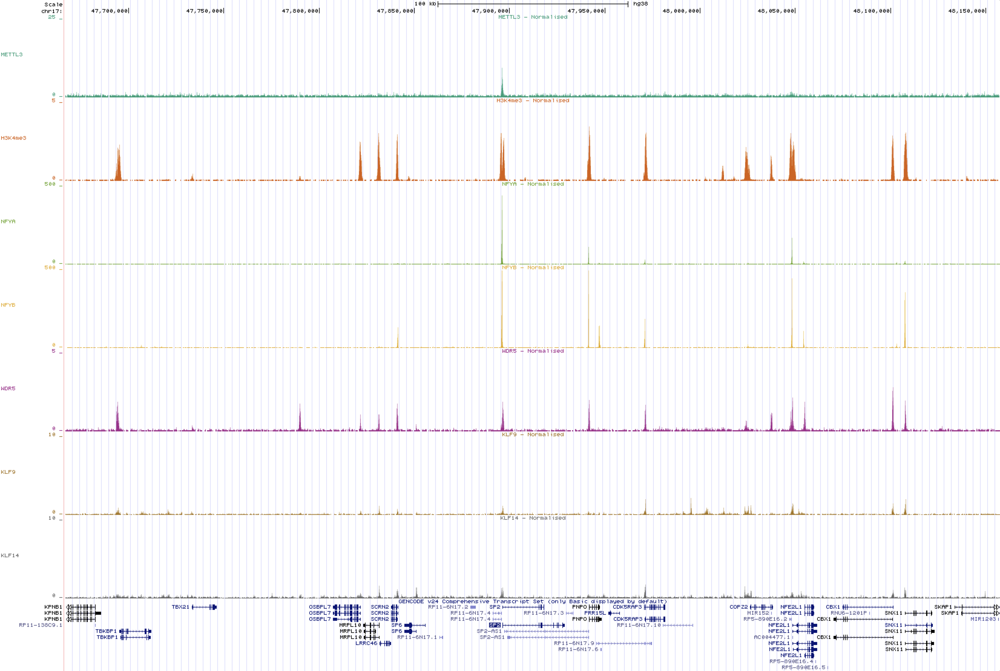 Scale 100 kb hg38
chr17: 47,700,000 47,750,000 47,800,000 47,850,000 47,900,000 47,950,000 48,000,000 48,050,000 48,100,000 48,150,000
25 METTL3 - Normalised
METTL3
0
5 H3K4me3 - Normalised
H3K4me3
0
500 NFYA - Normalised
NFYA
0
500 NFYB - Normalised
NFYB
0
5 WDR5 - Normalised
WDR5
0
10 KLF9 - Normalised
KLF9
0
10 KLF14 - Normalised
KLF14
0
GENCODE v24 Comprehensive Transcript Set (only Basic displayed by default)
KPNB1 TBX21 OSBPL7 SCRN2 RP11-6N17.2 SP2 PNPO CDK5RAP3 COPZ2 NFE2L1 CBX1 SKAP1
KPNB1 OSBPL7 SCRN2 RP11-6N17.4 RP11-6N17.3 PRR15L MIR152 NFE2L1 RNU6-1201P SNX11 SKAP1
KPNB1 OSBPL7 SCRN2 RP11-6N17.4 PNPO CDK5RAP3 RP5-890E16.2 CBX1 MIR1203
RP11-138C9.1 MRPL10 SP6 SP2 RP11-6N17.10 NFE2L1 SNX11
TBKBP1 MRPL10 SP6 SP2-AS1 NFE2L1 SNX11
TBKBP1 MRPL10 RP11-6N17.1 SP2-AS1 AC004477.1 CBX1
LRRC46 RP11-6N17.9 NFE2L1 SNX11
RP11-6N17.6 NFE2L1 SNX11
NFE2L1
RP5-890E16.4
RP5-890E16.5